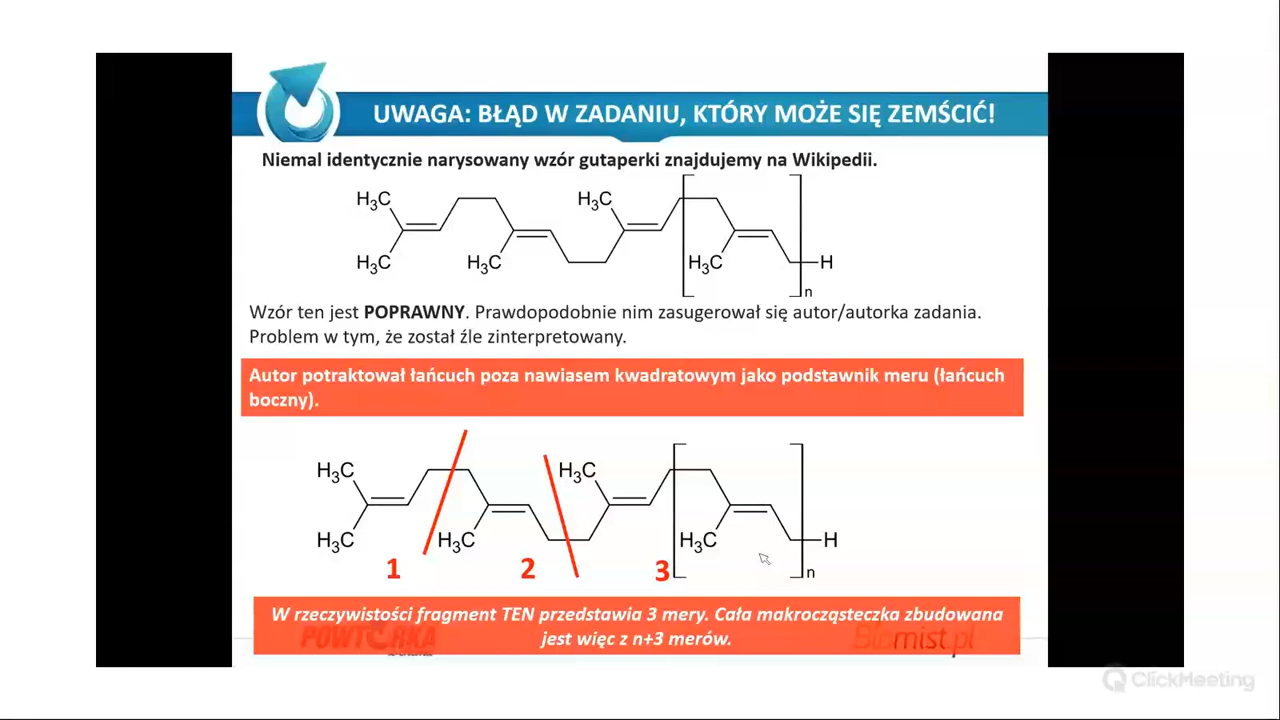 UWAGA: BŁĄD W ZADANIU, KTÓRY MOŻE SIĘ ZEMŚCIĆ!
Niemal identycznie narysowany wzór gutaperki znajdujemy na Wikipedii.
H₃C H₃C
H₃C H₃C H₃C H
n
Wzór ten jest POPRAWNY. Prawdopodobnie nim zasugerował się autor/autorka zadania.
Problem w tym, że został źle zinterpretowany.
Autor potraktował łańcuch poza nawiasem kwadratowym jako podstawnik meru (łańcuch
boczny).
H₃C H₃C
H₃C H₃C H₃C H
1 2 3 n
W rzeczywistości fragment TEN przedstawia 3 mery. Cała makrocząsteczka zbudowana
jest więc z n+3 merów.
POWTÓRKA
Biomist.pl
ClickMeeting